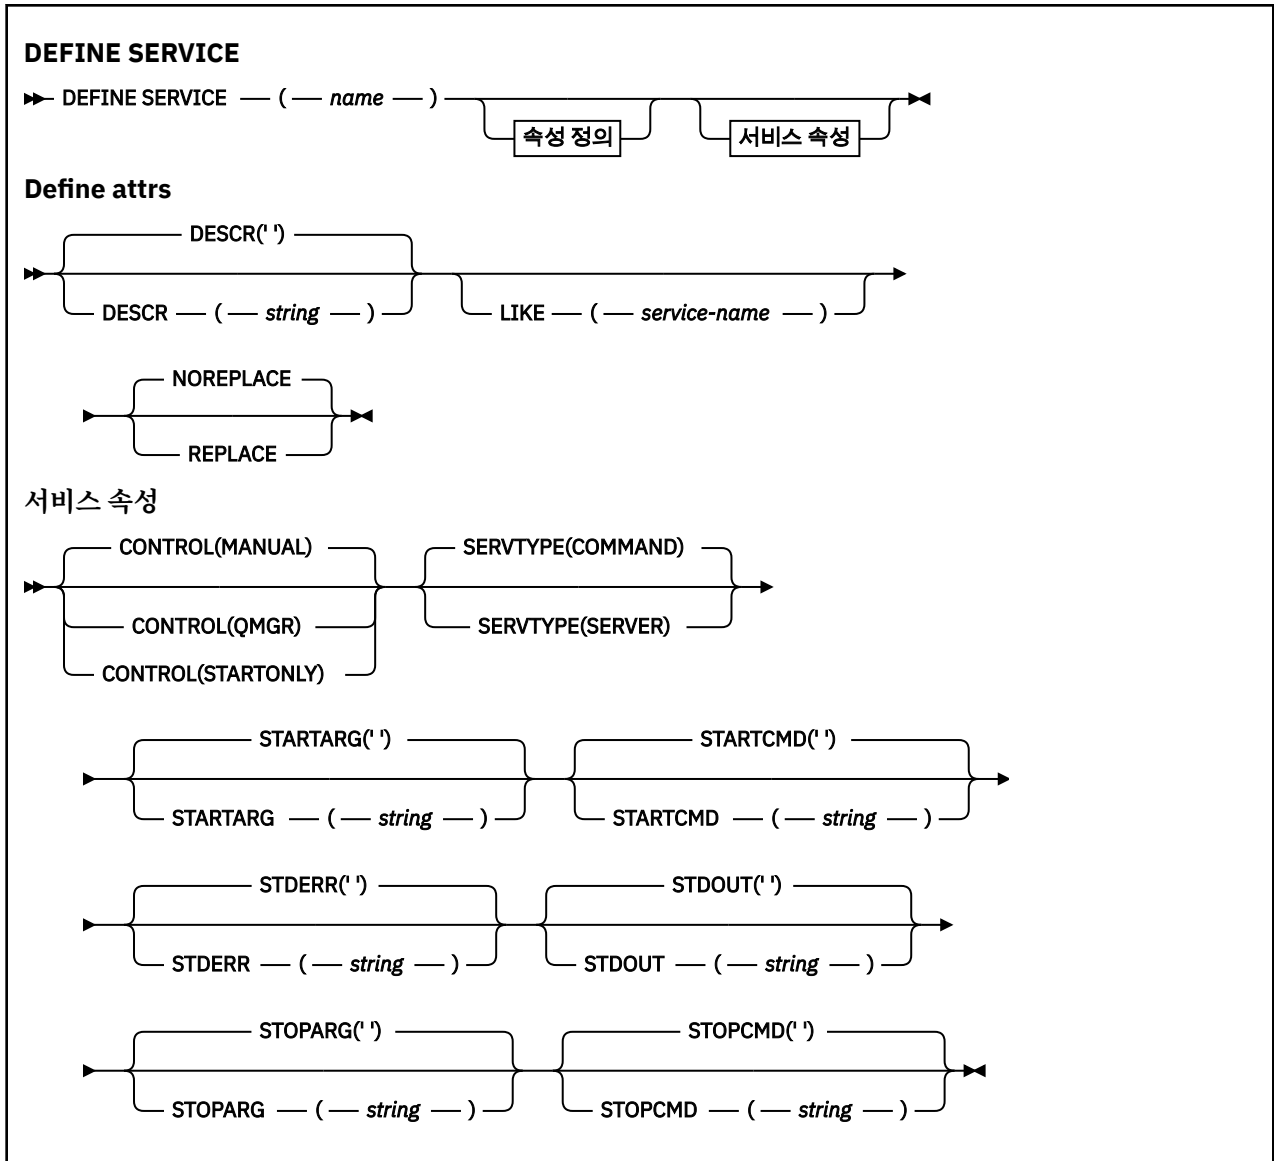 DEFINE SERVICE
DEFINE SERVICE ( name )
속성 정의 서비스 속성
Define attrs
DESCR(' ')
DESCR ( string ) LIKE ( service-name )
NOREPLACE
REPLACE
서비스 속성
CONTROL(MANUAL) SERVTYPE(COMMAND)
CONTROL(QMGR) SERVTYPE(SERVER)
CONTROL(STARTONLY)
STARTARG(' ') STARTCMD(' ')
STARTARG ( string ) STARTCMD ( string )
STDERR(' ') STDOUT(' ')
STDERR ( string ) STDOUT ( string )
STOPARG(' ') STOPCMD(' ')
STOPARG ( string ) STOPCMD ( string )